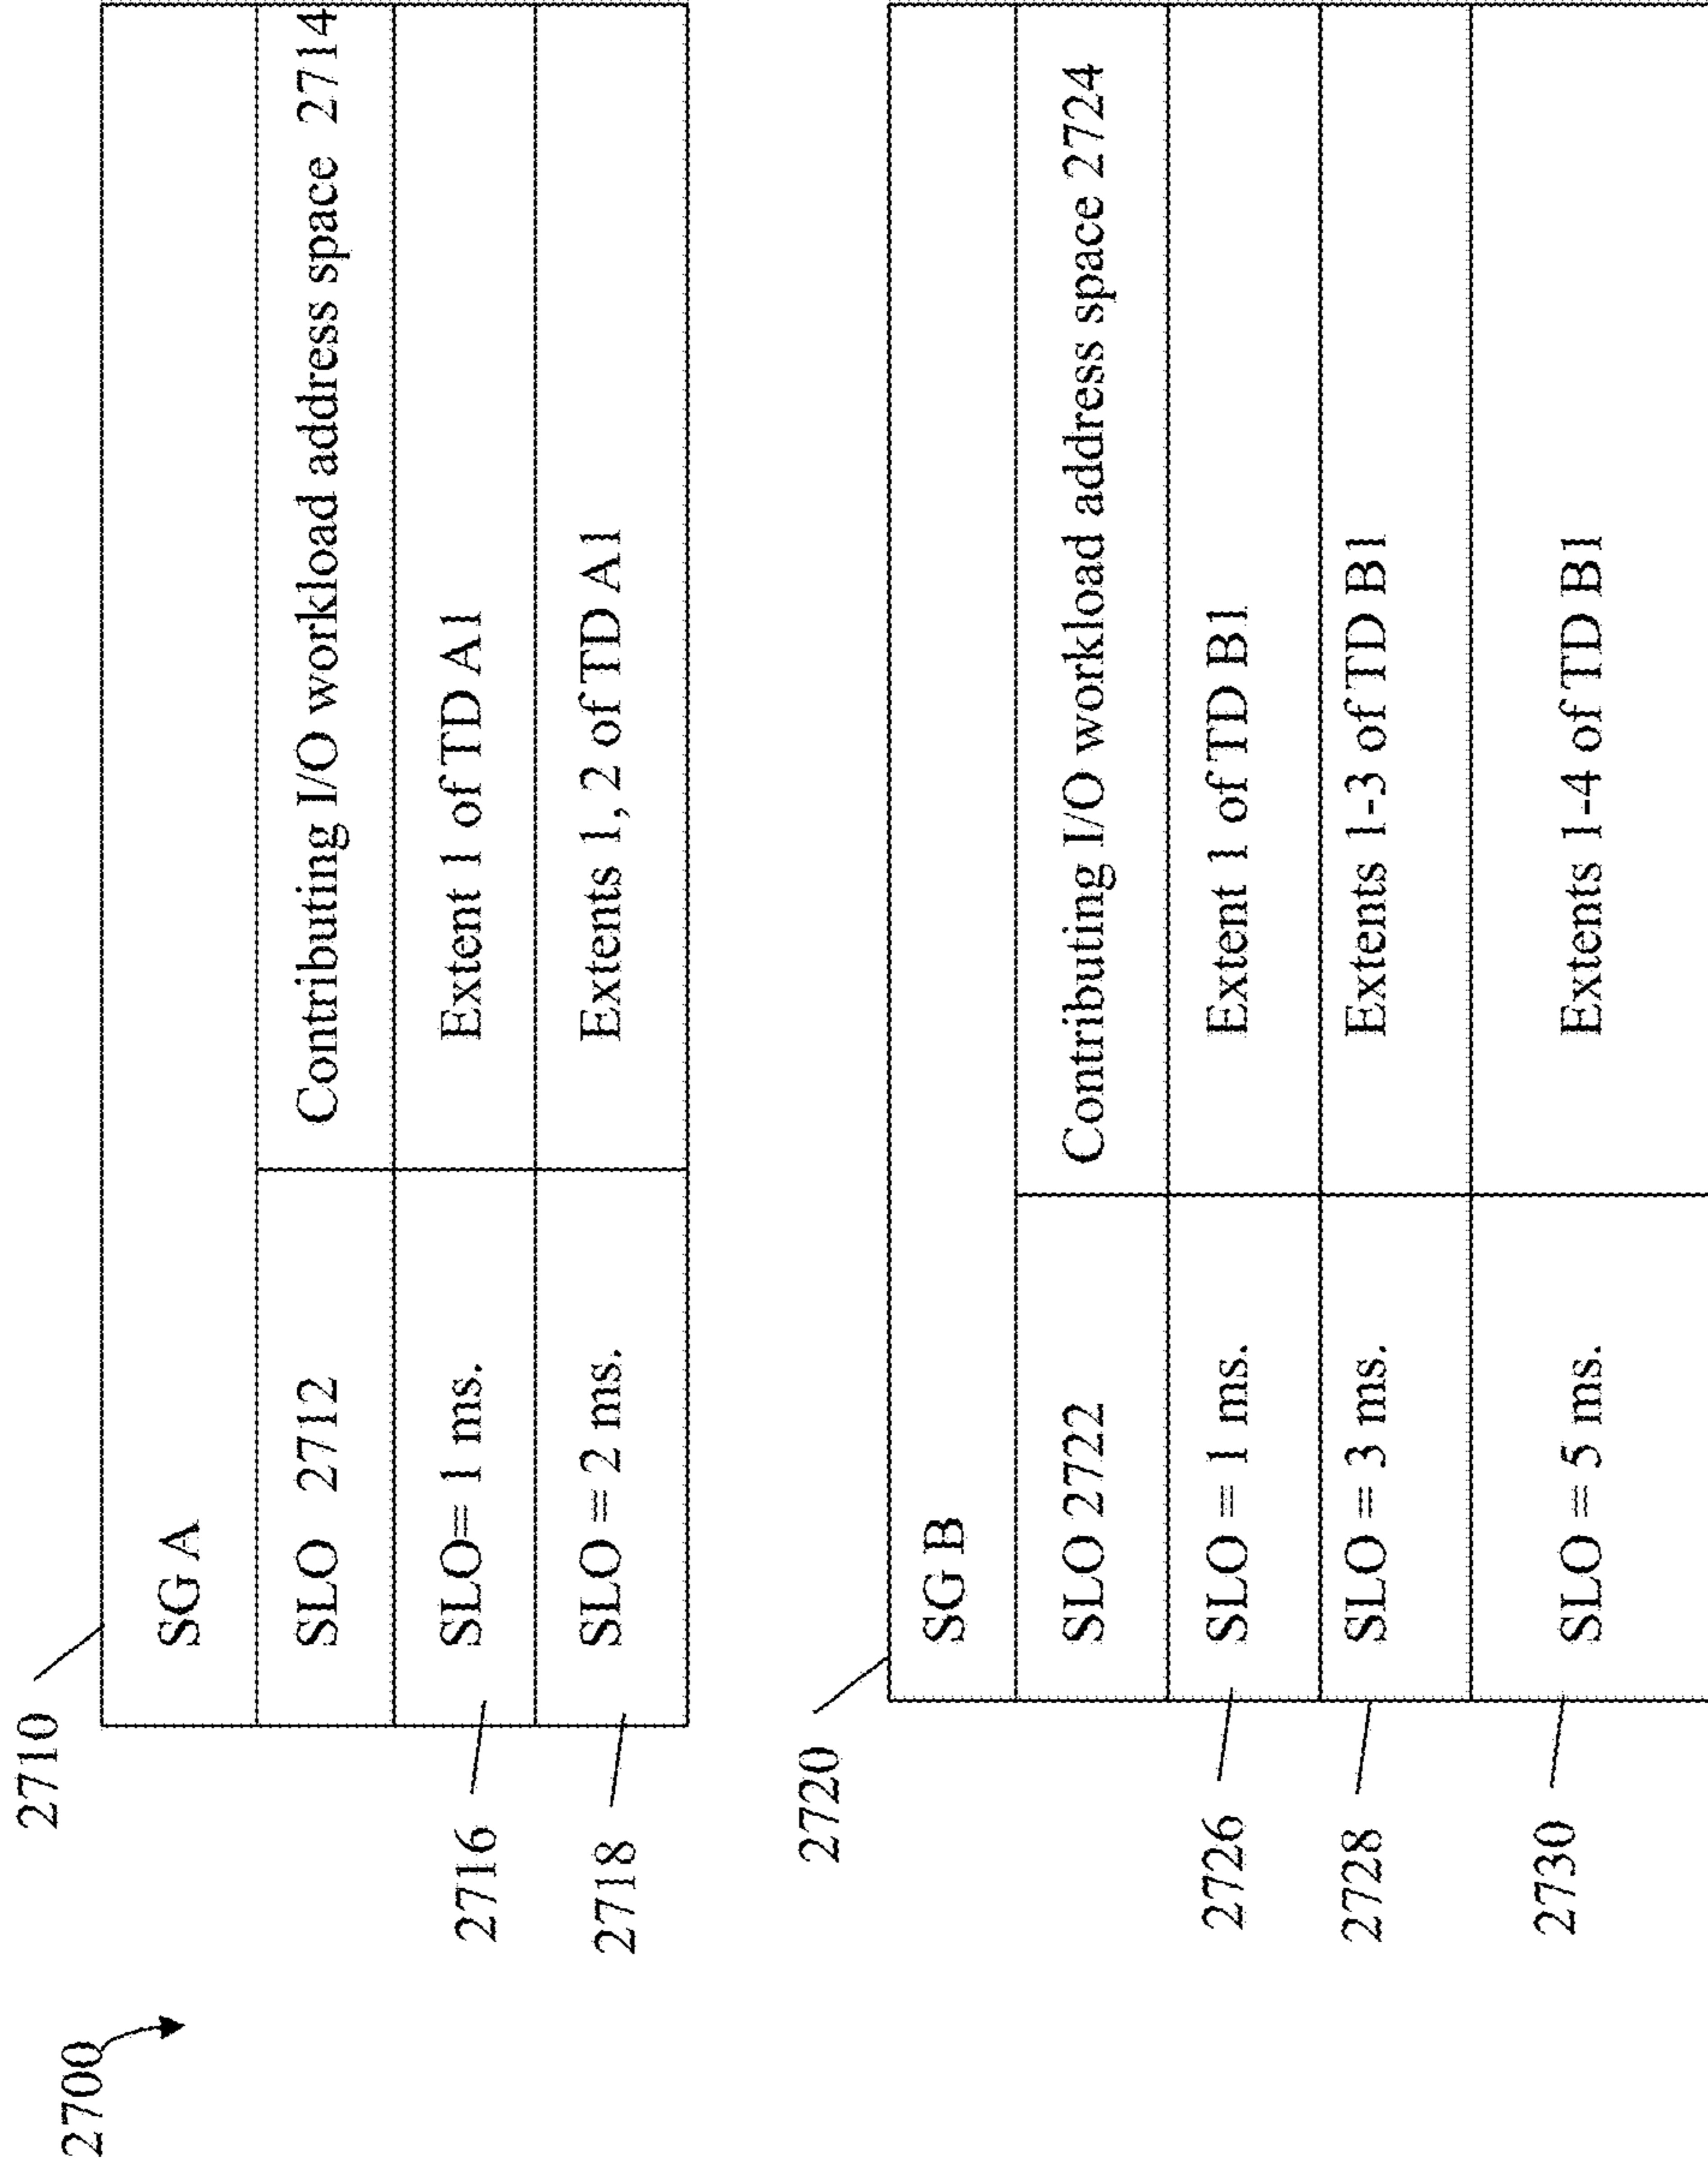 2700
2710
SG A
SLO 2712 Contributing I/O workload address space 2714
2716 SLO= 1 ms. Extent 1 of TD A1
2718 SLO = 2 ms. Extents 1, 2 of TD A1
2720
SG B
SLO 2722 Contributing I/O workload address space 2724
2726 SLO = 1 ms. Extent 1 of TD B1
2728 SLO = 3 ms. Extents 1-3 of TD B1
2730 SLO = 5 ms. Extents 1-4 of TD B1